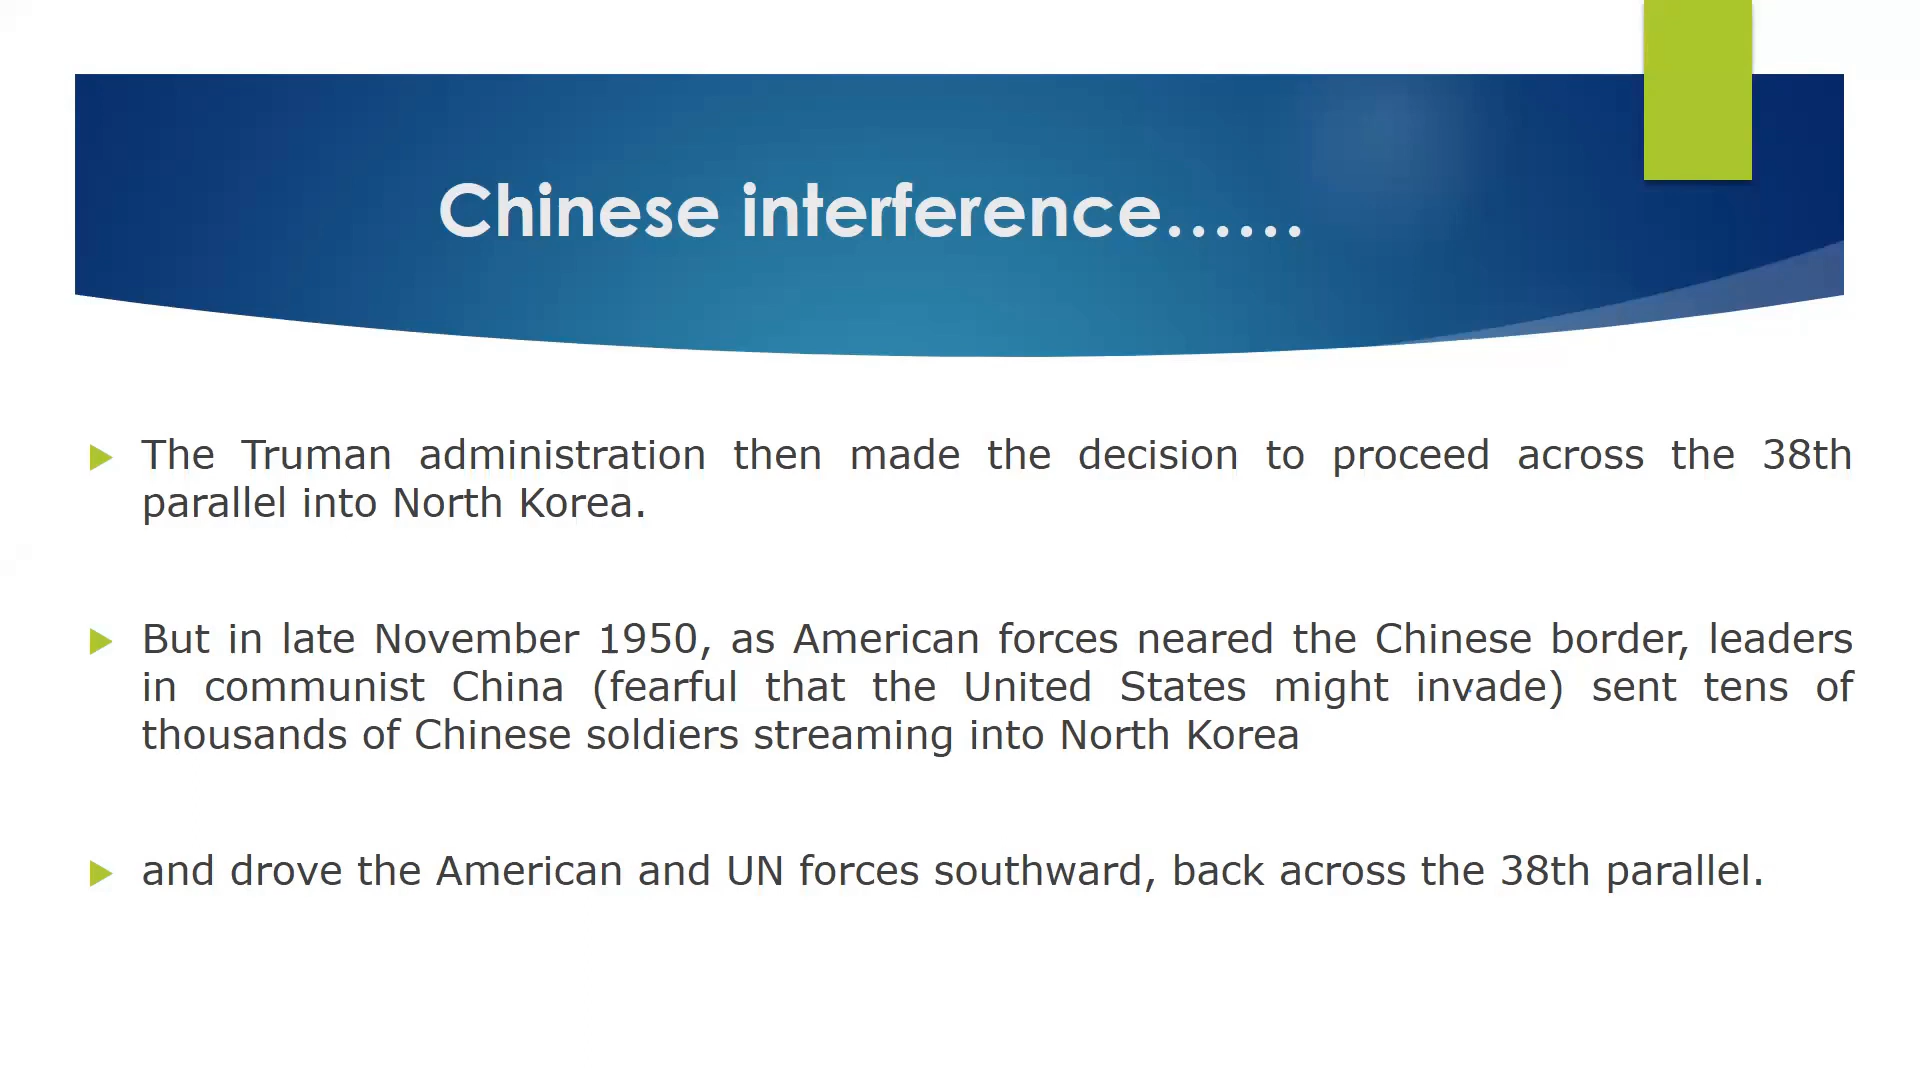 Chinese interference......
The Truman administration then made the decision to proceed across the 38th
parallel into North Korea.
But in late November 1950, as American forces neared the Chinese border, leaders
in communist China (fearful that the United States might invade) sent tens of
thousands of Chinese soldiers streaming into North Korea
and drove the American and UN forces southward, back across the 38th parallel.